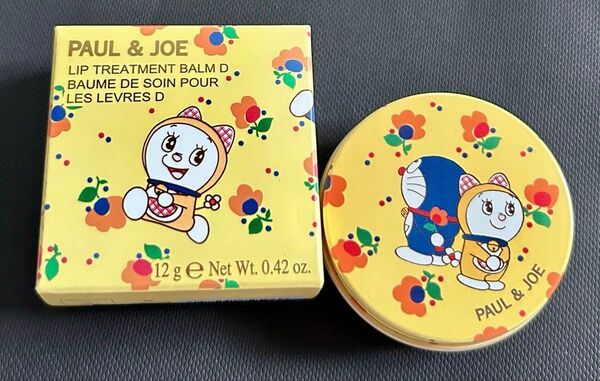 PAUL & JOE
LIP TREATMENT BALM D
BAUME DE SOIN POUR
LES LEVRES D
12 g ℮ Net Wt. 0.42 oz.
PAUL & JOE